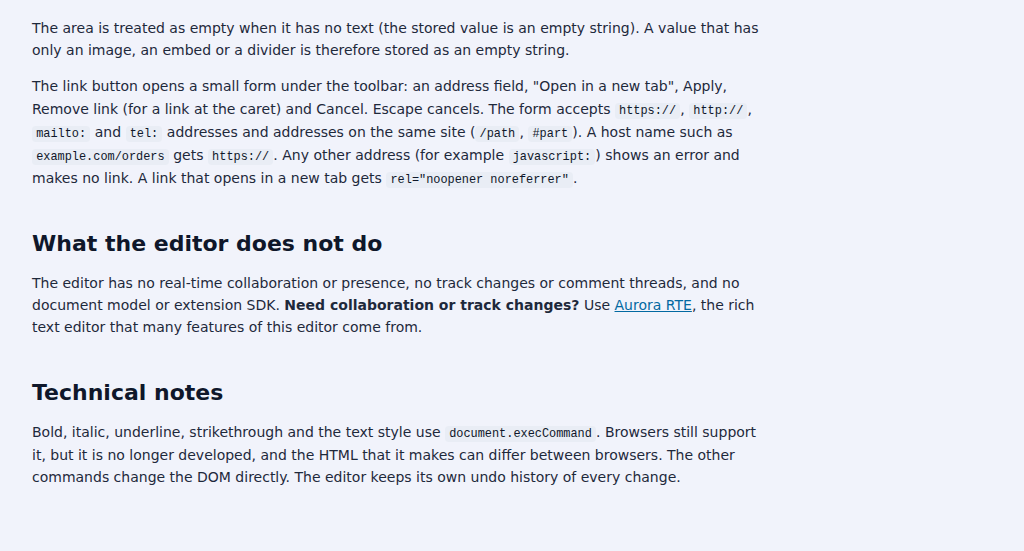 The area is treated as empty when it has no text (the stored value is an empty string). A value that has
only an image, an embed or a divider is therefore stored as an empty string.
The link button opens a small form under the toolbar: an address field, "Open in a new tab", Apply,
Remove link (for a link at the caret) and Cancel. Escape cancels. The form accepts https://, http://,
mailto: and tel: addresses and addresses on the same site (/path, #part). A host name such as
example.com/orders gets https://. Any other address (for example javascript:) shows an error and
makes no link. A link that opens in a new tab gets rel="noopener noreferrer".
What the editor does not do
The editor has no real-time collaboration or presence, no track changes or comment threads, and no
document model or extension SDK. Need collaboration or track changes? Use Aurora RTE, the rich
text editor that many features of this editor come from.
Technical notes
Bold, italic, underline, strikethrough and the text style use document.execCommand. Browsers still support
it, but it is no longer developed, and the HTML that it makes can differ between browsers. The other
commands change the DOM directly. The editor keeps its own undo history of every change.